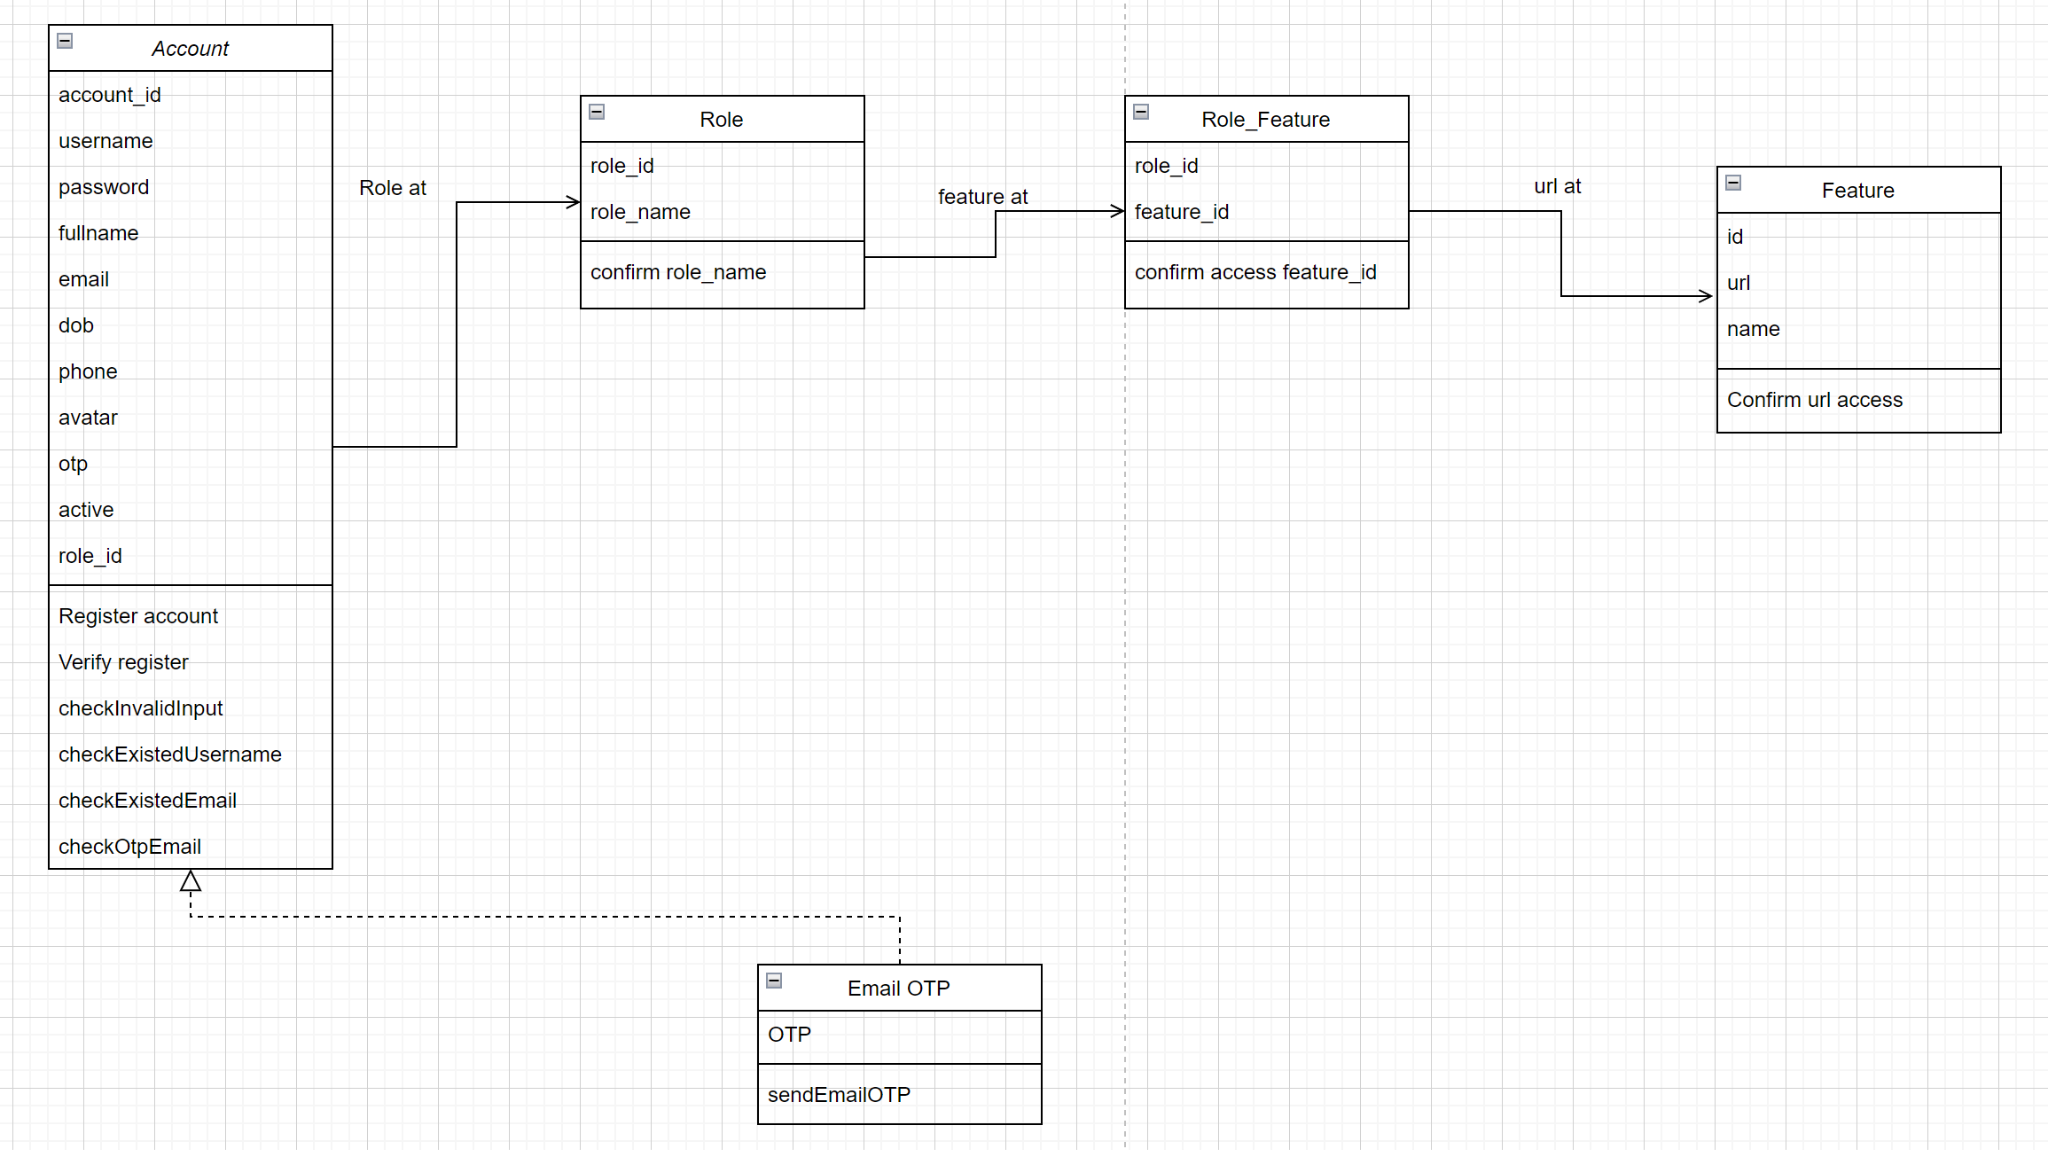 Account
account_id
username
password
fullname
email
dob
phone
avatar
otp
active
role_id
Register account
Verify register
checkInvalidInput
checkExistedUsername
checkExistedEmail
checkOtpEmail
Role at
Role
role_id
role_name
confirm role_name
feature at
Role_Feature
role_id
feature_id
confirm access feature_id
url at
Feature
id
url
name
Confirm url access
Email OTP
OTP
sendEmailOTP